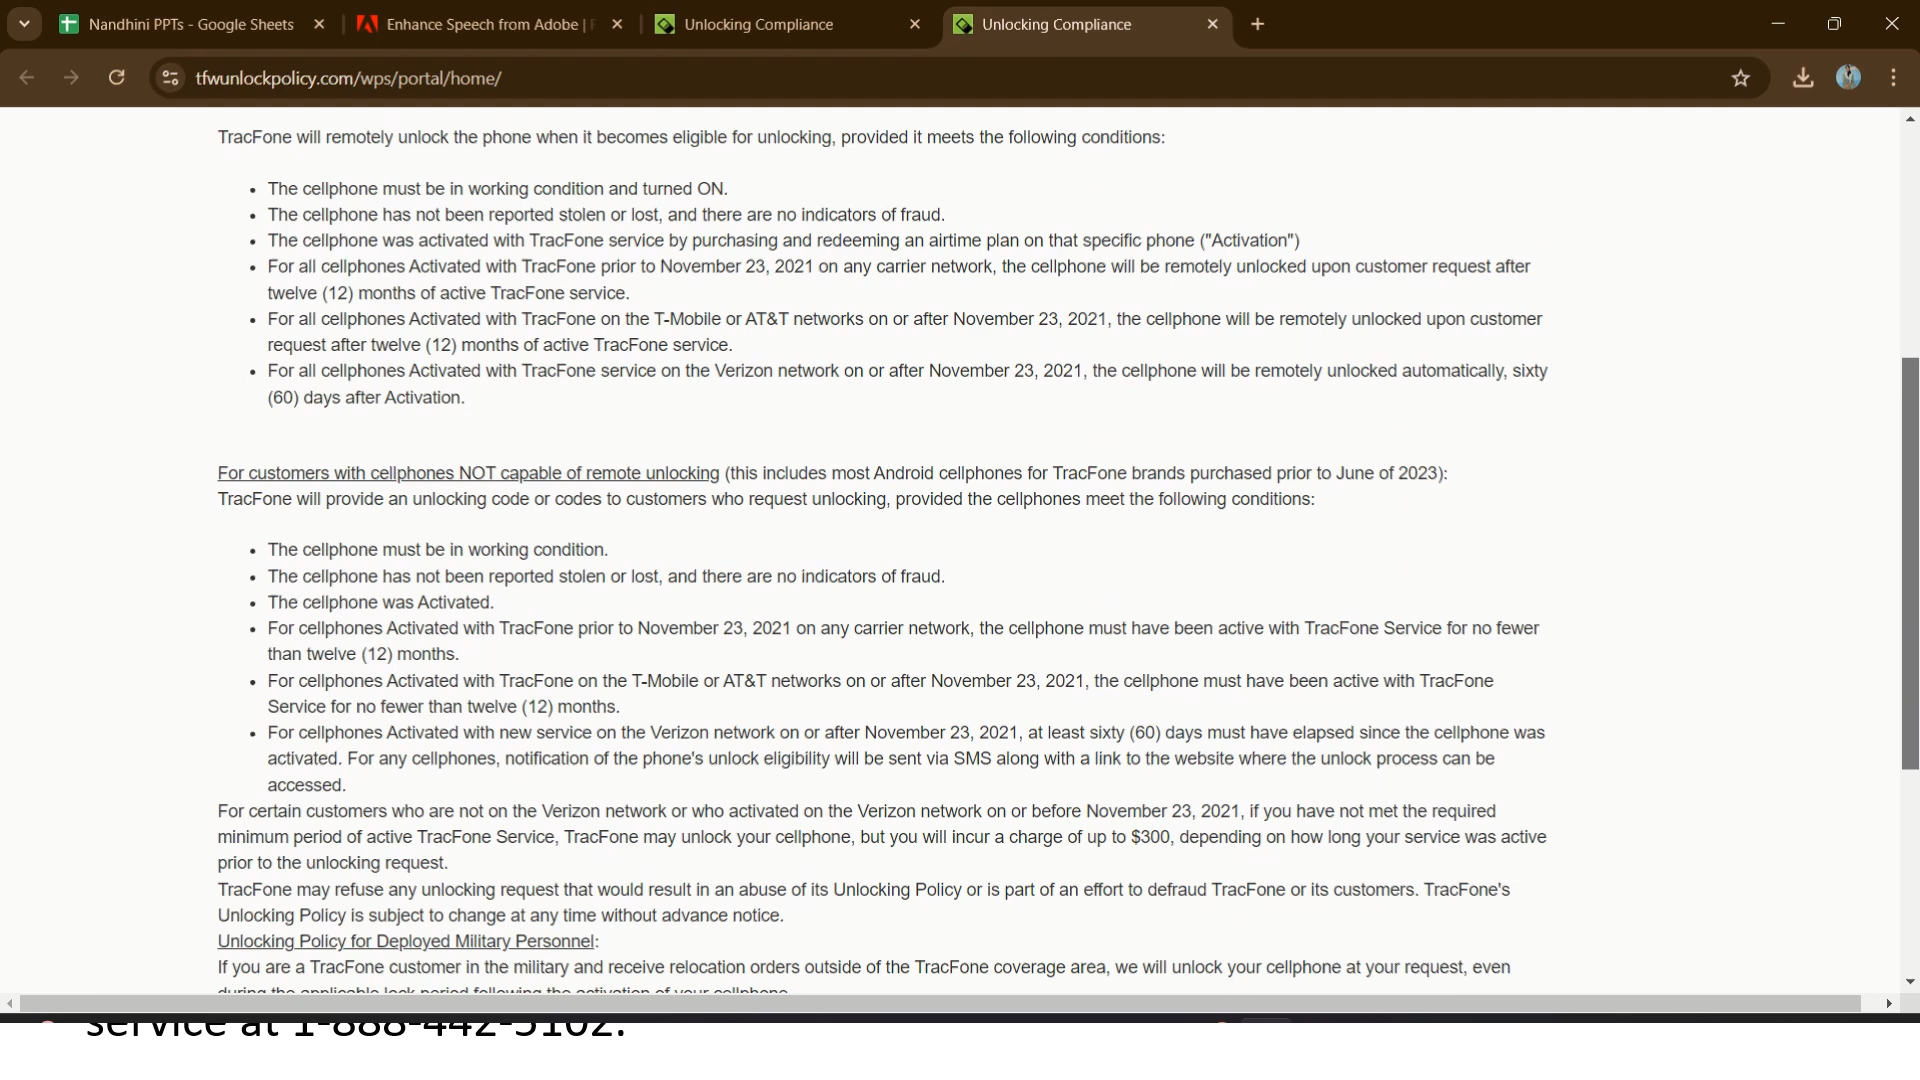 Nandhini PPTs - Google Sheets
Enhance Speech from Adobe |
Unlocking Compliance
Unlocking Compliance
tfwunlockpolicy.com/wps/portal/home/
TracFone will remotely unlock the phone when it becomes eligible for unlocking, provided it meets the following conditions:
• The cellphone must be in working condition and turned ON.
• The cellphone has not been reported stolen or lost, and there are no indicators of fraud.
• The cellphone was activated with TracFone service by purchasing and redeeming an airtime plan on that specific phone ("Activation")
• For all cellphones Activated with TracFone prior to November 23, 2021 on any carrier network, the cellphone will be remotely unlocked upon customer request after
twelve (12) months of active TracFone service.
• For all cellphones Activated with TracFone on the T-Mobile or AT&T networks on or after November 23, 2021, the cellphone will be remotely unlocked upon customer
request after twelve (12) months of active TracFone service.
• For all cellphones Activated with TracFone service on the Verizon network on or after November 23, 2021, the cellphone will be remotely unlocked automatically, sixty
(60) days after Activation.
For customers with cellphones NOT capable of remote unlocking (this includes most Android cellphones for TracFone brands purchased prior to June of 2023):
TracFone will provide an unlocking code or codes to customers who request unlocking, provided the cellphones meet the following conditions:
• The cellphone must be in working condition.
• The cellphone has not been reported stolen or lost, and there are no indicators of fraud.
• The cellphone was Activated.
• For cellphones Activated with TracFone prior to November 23, 2021 on any carrier network, the cellphone must have been active with TracFone Service for no fewer
than twelve (12) months.
• For cellphones Activated with TracFone on the T-Mobile or AT&T networks on or after November 23, 2021, the cellphone must have been active with TracFone
Service for no fewer than twelve (12) months.
• For cellphones Activated with new service on the Verizon network on or after November 23, 2021, at least sixty (60) days must have elapsed since the cellphone was
activated. For any cellphones, notification of the phone's unlock eligibility will be sent via SMS along with a link to the website where the unlock process can be
accessed.
For certain customers who are not on the Verizon network or who activated on the Verizon network on or before November 23, 2021, if you have not met the required
minimum period of active TracFone Service, TracFone may unlock your cellphone, but you will incur a charge of up to $300, depending on how long your service was active
prior to the unlocking request.
TracFone may refuse any unlocking request that would result in an abuse of its Unlocking Policy or is part of an effort to defraud TracFone or its customers. TracFone's
Unlocking Policy is subject to change at any time without advance notice.
Unlocking Policy for Deployed Military Personnel:
If you are a TracFone customer in the military and receive relocation orders outside of the TracFone coverage area, we will unlock your cellphone at your request, even
during the applicable lock period following the activation of your cellphone.
service at 1-888-442-5102.